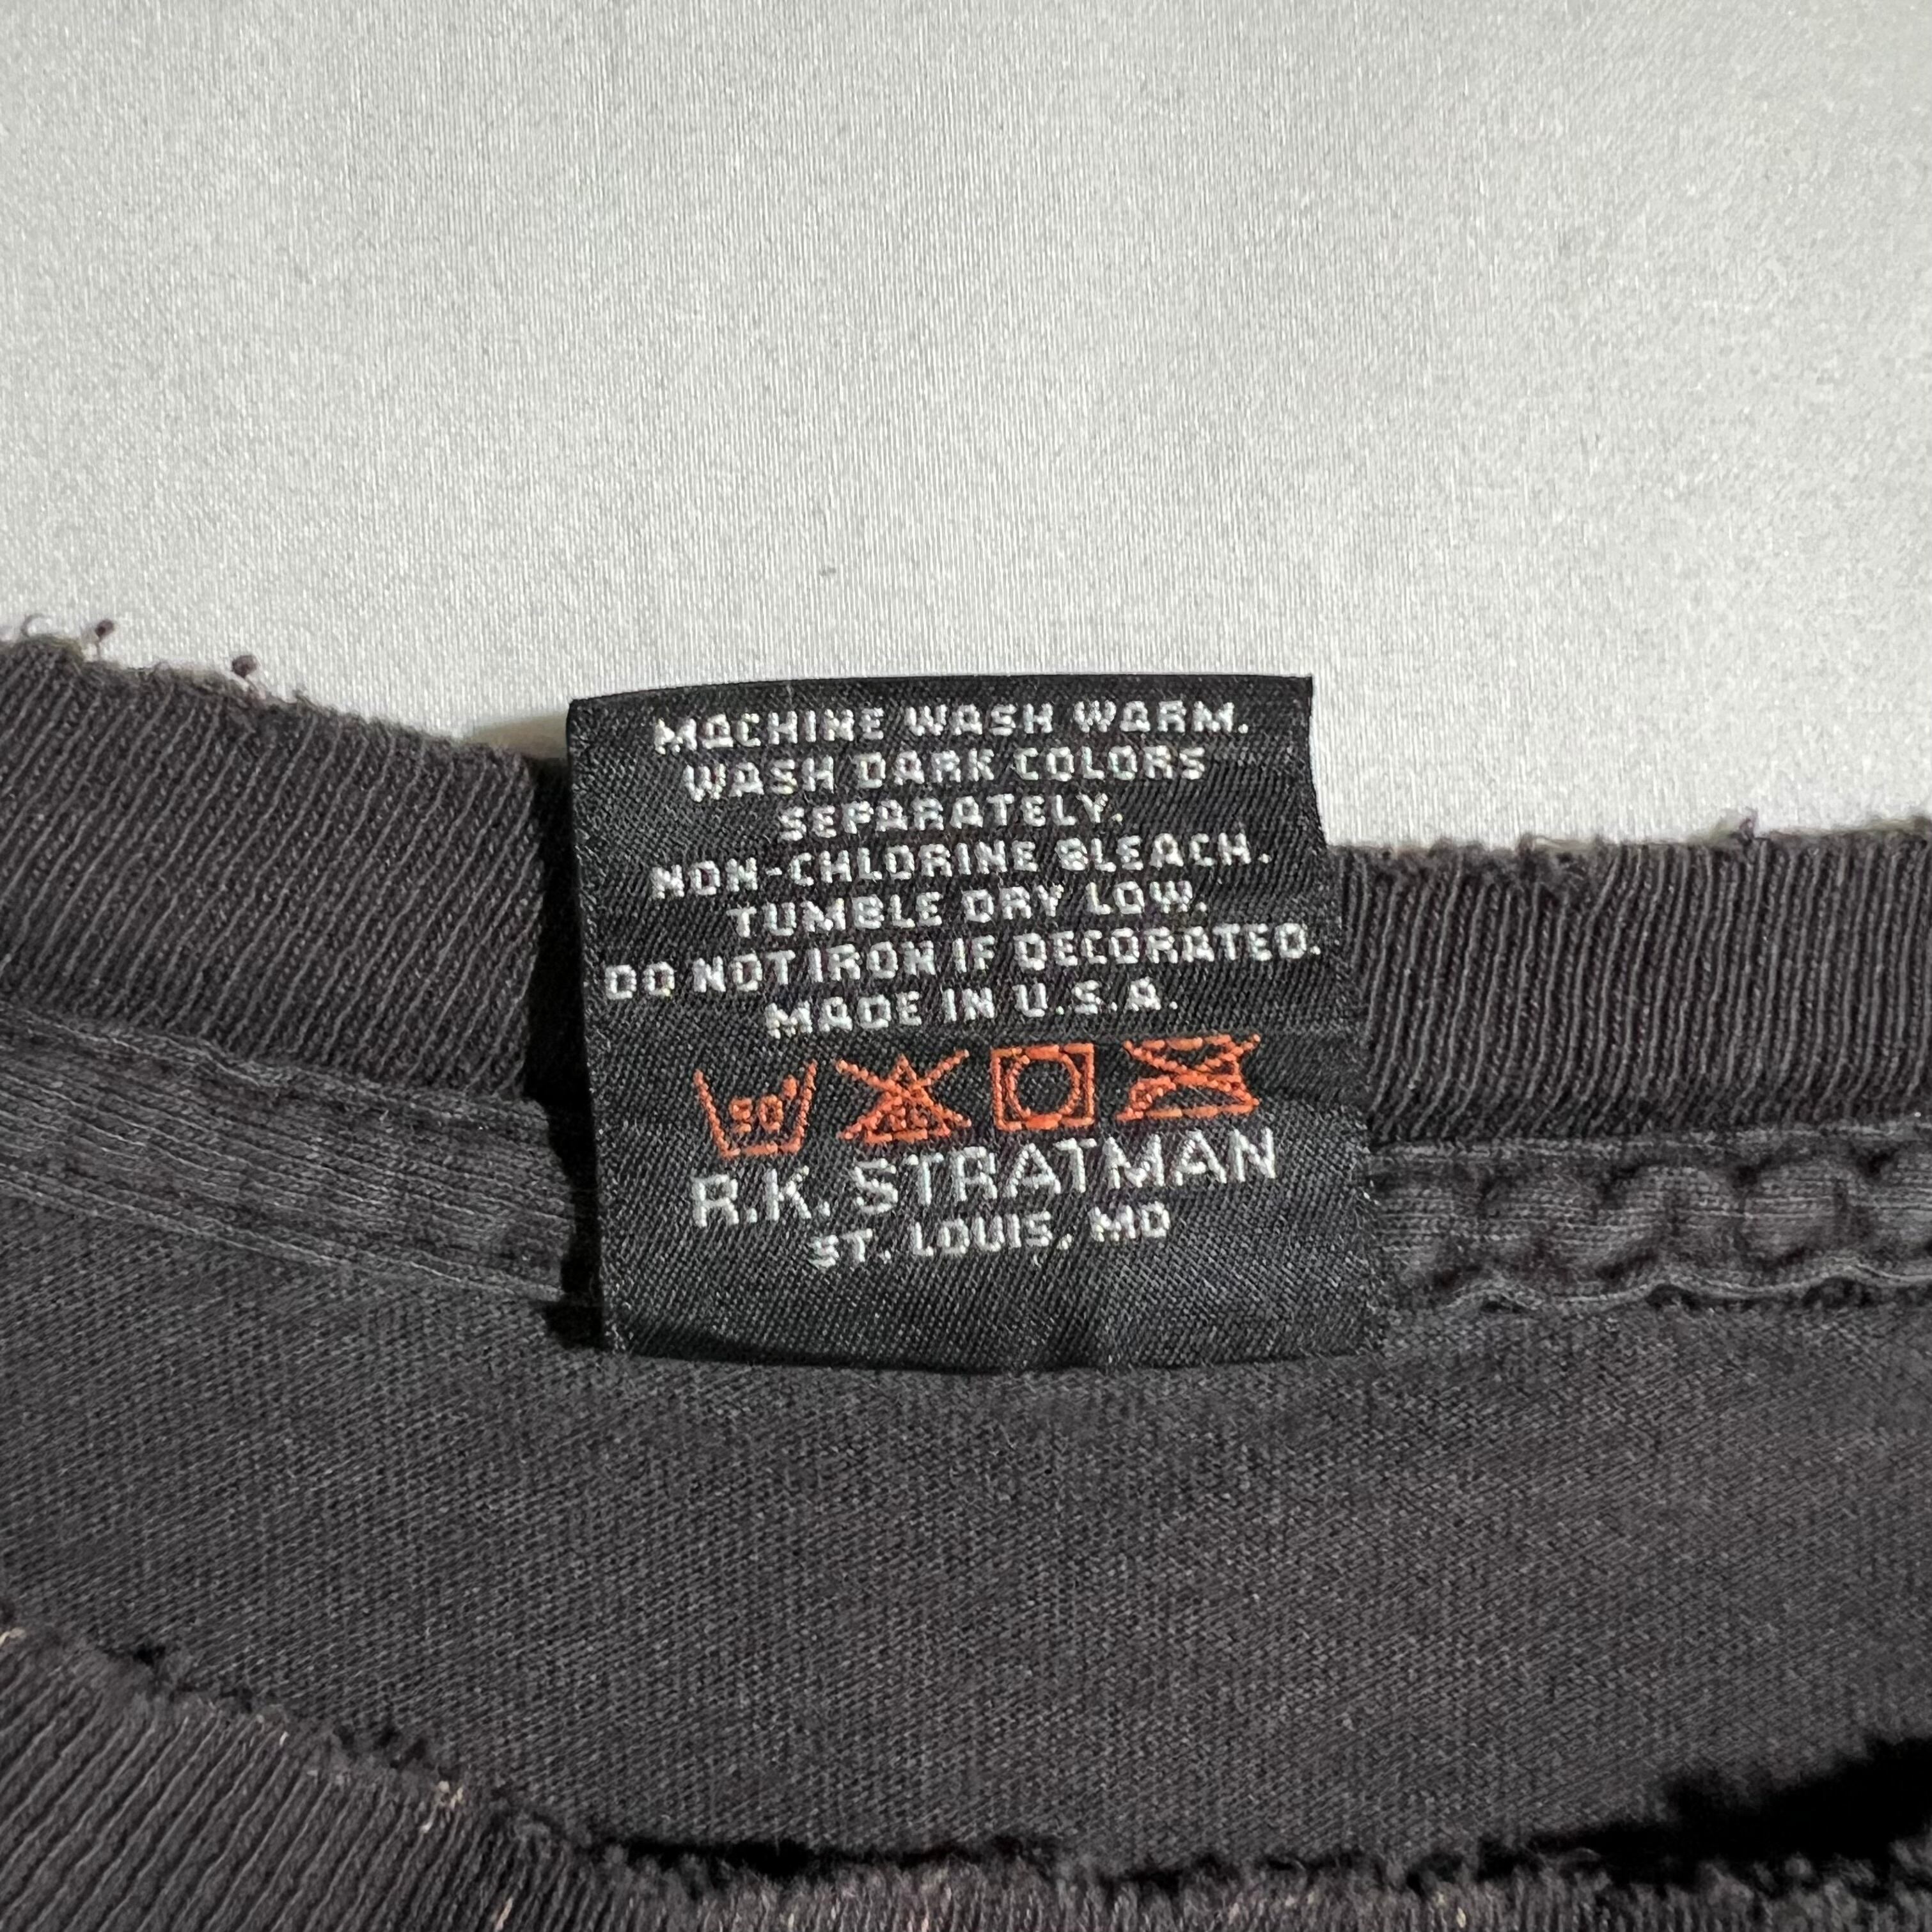 MACHINE WASH WARM.
WASH DARK COLORS
SEPARATELY.
NON-CHLORINE BLEACH.
TUMBLE DRY LOW.
DO NOT IRON IF DECORATED.
MADE IN U.S.A.
50°
R.K. STRATMAN
ST. LOUIS, MO